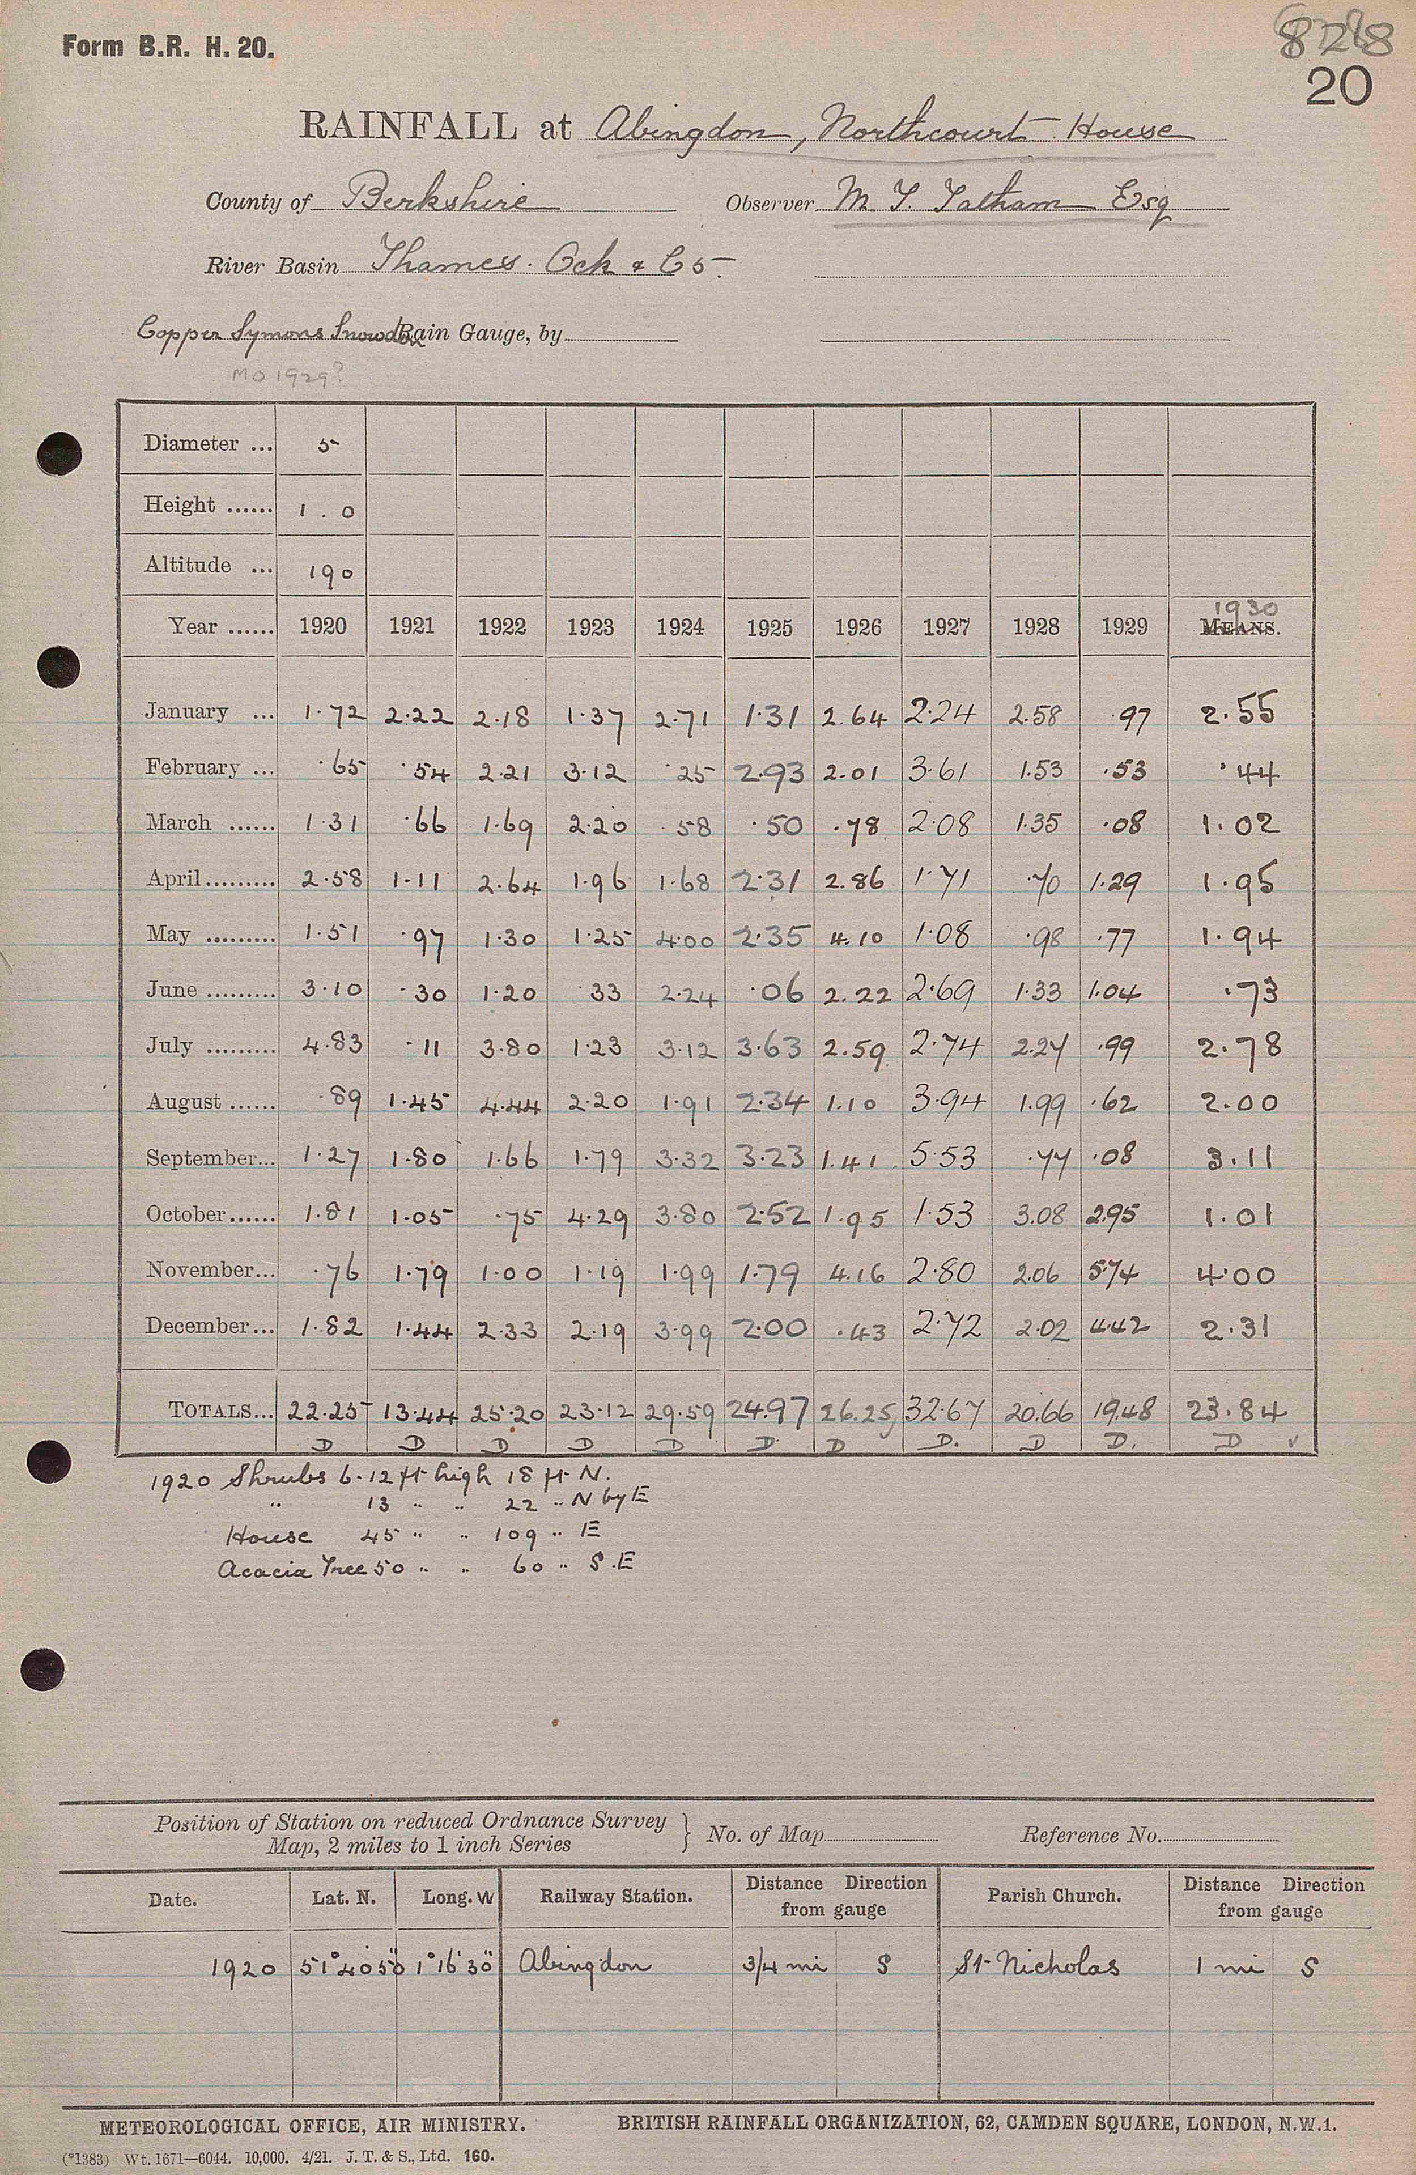 Form B.R. H. 20.
8268
20
RAINFALL at Abingdon, Northcourt House
County of Berkshire Observer M. T. Tatham Esq
River Basin Thames. Ock & C5.
Copper Symons Snowdon Rain Gauge, by
MO 1929?
Diameter ... 5
Height ...... 1 . 0
Altitude ... 190
Year ...... 1920 1921 1922 1923 1924 1925 1926 1927 1928 1929 1930 MEANS.
January ... 1.72 2.22 2.18 1.37 2.71 1.31 2.64 2.24 2.58 .97 2.55
February ... .65 .54 2.21 3.12 .25 2.93 2.01 3.61 1.53 .53 .44
March ...... 1.31 .66 1.69 2.20 .58 .50 .78 2.08 1.35 .08 1.02
April ......... 2.58 1.11 2.64 1.96 1.68 2.31 2.86 1.71 .70 1.29 1.95
May ......... 1.51 .97 1.30 1.25 4.00 2.35 4.10 1.08 .98 .77 1.94
June ......... 3.10 .30 1.20 .33 2.24 .06 2.22 2.69 1.33 1.04 .73
July ......... 4.83 .11 3.80 1.23 3.12 3.63 2.59 2.74 2.27 .99 2.78
August ...... .89 1.45 4.44 2.20 1.91 2.34 1.10 3.94 1.99 .62 2.00
September... 1.27 1.80 1.66 1.79 3.32 3.23 1.41 5.53 .77 .08 3.11
October...... 1.81 1.05 .75 4.29 3.80 2.52 1.95 1.53 3.08 2.95 1.01
November... .76 1.79 1.00 1.19 1.99 1.79 4.16 2.80 2.06 5.74 4.00
December... 1.82 1.44 2.33 2.19 3.99 2.00 .43 2.72 2.02 4.42 2.31
TOTALS... 22.25 13.44 25.20 23.12 29.59 24.97 26.25 32.67 20.66 19.48 23.84
D D D D D D D D. D D. D √
1920 Shrubs 6-12 ft high 18 ft N.
" 13 " " 22 " N by E
House 45 " " 109 " E
Acacia Tree 50 " " 60 " S.E
Position of Station on reduced Ordnance Survey
Map, 2 miles to 1 inch Series } No. of Map Reference No.
Date. Lat. N. Long. W Railway Station. Distance Direction from gauge Parish Church. Distance Direction from gauge
1920 51°40'50" 1°16'30" Abingdon 3/4 mi S St Nicholas 1 mi S
METEOROLOGICAL OFFICE, AIR MINISTRY. BRITISH RAINFALL ORGANIZATION, 62, CAMDEN SQUARE, LONDON, N.W.1.
(*1383) Wt. 1671—6044. 10,000. 4/21. J. T. & S., Ltd. 160.